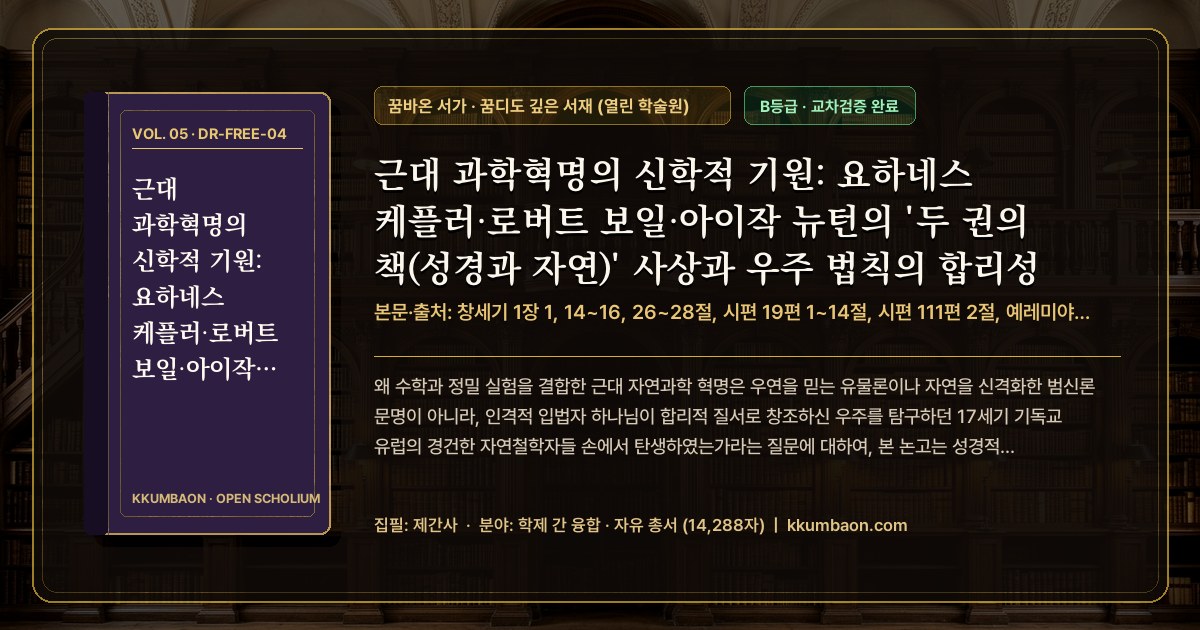 VOL. 05 · DR-FREE-04
근대
과학혁명의
신학적 기원:
요하네스
케플러·로버트
보일·아이작…
KKUMBAON · OPEN SCHOLIUM
꿈바온 서가 · 꿈디도 깊은 서재 (열린 학술원)
B등급 · 교차검증 완료
근대 과학혁명의 신학적 기원: 요하네스
케플러·로버트 보일·아이작 뉴턴의 '두 권의
책(성경과 자연)' 사상과 우주 법칙의 합리성
본문·출처: 창세기 1장 1, 14~16, 26~28절, 시편 19편 1~14절, 시편 111편 2절, 예레미야...
왜 수학과 정밀 실험을 결합한 근대 자연과학 혁명은 우연을 믿는 유물론이나 자연을 신격화한 범신론
문명이 아니라, 인격적 입법자 하나님이 합리적 질서로 창조하신 우주를 탐구하던 17세기 기독교
유럽의 경건한 자연철학자들 손에서 탄생하였는가라는 질문에 대하여, 본 논고는 성경적...
집필: 제간사 · 분야: 학제 간 융합 · 자유 총서 (14,288자) | kkumbaon.com